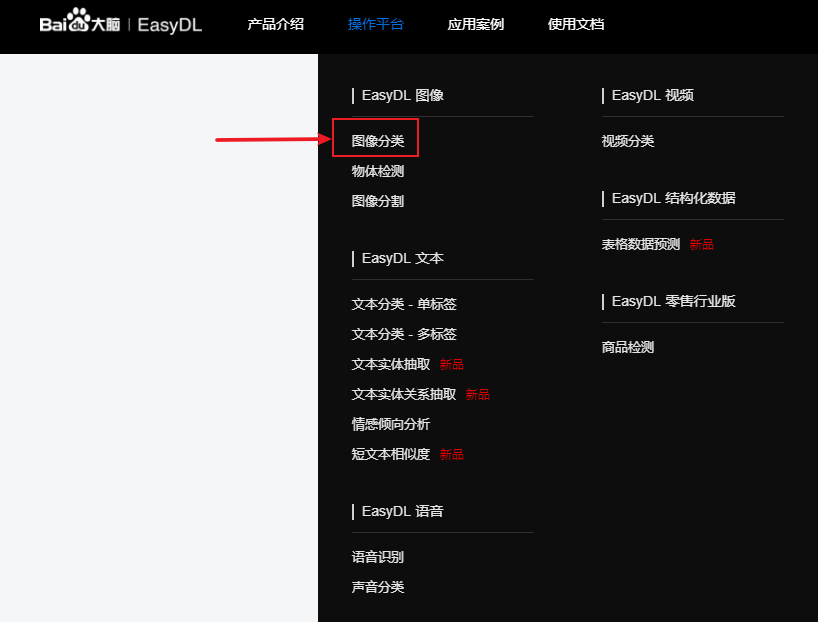 Bai du 大脑 | EasyDL 产品介绍 操作平台 应用案例 使用文档
EasyDL 图像
图像分类
物体检测
图像分割
EasyDL 文本
文本分类 - 单标签
文本分类 - 多标签
文本实体抽取 新品
文本实体关系抽取 新品
情感倾向分析
短文本相似度 新品
EasyDL 语音
语音识别
声音分类
EasyDL 视频
视频分类
EasyDL 结构化数据
表格数据预测 新品
EasyDL 零售行业版
商品检测